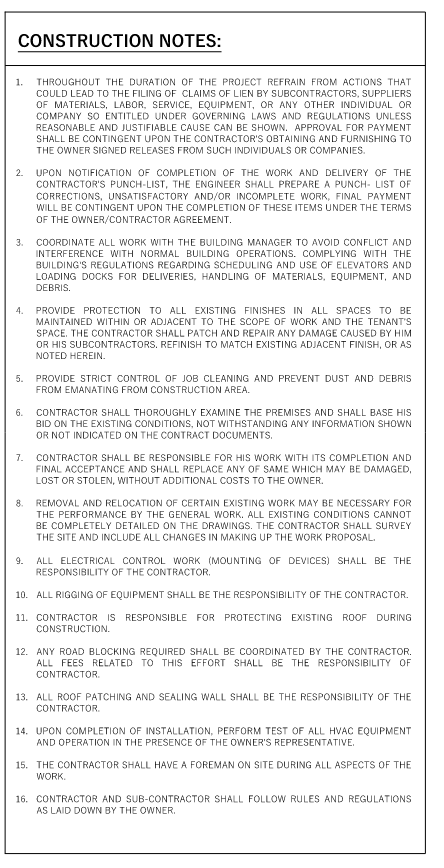 CONSTRUCTION NOTES:
1. THROUGHOUT THE DURATION OF THE PROJECT REFRAIN FROM ACTIONS THAT
COULD LEAD TO THE FILING OF CLAIMS OF LIEN BY SUBCONTRACTORS, SUPPLIERS
OF MATERIALS, LABOR, SERVICE, EQUIPMENT, OR ANY OTHER INDIVIDUAL OR
COMPANY SO ENTITLED UNDER GOVERNING LAWS AND REGULATIONS UNLESS
REASONABLE AND JUSTIFIABLE CAUSE CAN BE SHOWN. APPROVAL FOR PAYMENT
SHALL BE CONTINGENT UPON THE CONTRACTOR'S OBTAINING AND FURNISHING TO
THE OWNER SIGNED RELEASES FROM SUCH INDIVIDUALS OR COMPANIES.
2. UPON NOTIFICATION OF COMPLETION OF THE WORK AND DELIVERY OF THE
CONTRACTOR'S PUNCH-LIST, THE ENGINEER SHALL PREPARE A PUNCH- LIST OF
CORRECTIONS, UNSATISFACTORY AND/OR INCOMPLETE WORK, FINAL PAYMENT
WILL BE CONTINGENT UPON THE COMPLETION OF THESE ITEMS UNDER THE TERMS
OF THE OWNER/CONTRACTOR AGREEMENT.
3. COORDINATE ALL WORK WITH THE BUILDING MANAGER TO AVOID CONFLICT AND
INTERFERENCE WITH NORMAL BUILDING OPERATIONS. COMPLYING WITH THE
BUILDING'S REGULATIONS REGARDING SCHEDULING AND USE OF ELEVATORS AND
LOADING DOCKS FOR DELIVERIES, HANDLING OF MATERIALS, EQUIPMENT, AND
DEBRIS.
4. PROVIDE PROTECTION TO ALL EXISTING FINISHES IN ALL SPACES TO BE
MAINTAINED WITHIN OR ADJACENT TO THE SCOPE OF WORK AND THE TENANT'S
SPACE. THE CONTRACTOR SHALL PATCH AND REPAIR ANY DAMAGE CAUSED BY HIM
OR HIS SUBCONTRACTORS. REFINISH TO MATCH EXISTING ADJACENT FINISH, OR AS
NOTED HEREIN.
5. PROVIDE STRICT CONTROL OF JOB CLEANING AND PREVENT DUST AND DEBRIS
FROM EMANATING FROM CONSTRUCTION AREA.
6. CONTRACTOR SHALL THOROUGHLY EXAMINE THE PREMISES AND SHALL BASE HIS
BID ON THE EXISTING CONDITIONS, NOT WITHSTANDING ANY INFORMATION SHOWN
OR NOT INDICATED ON THE CONTRACT DOCUMENTS.
7. CONTRACTOR SHALL BE RESPONSIBLE FOR HIS WORK WITH ITS COMPLETION AND
FINAL ACCEPTANCE AND SHALL REPLACE ANY OF SAME WHICH MAY BE DAMAGED,
LOST OR STOLEN, WITHOUT ADDITIONAL COSTS TO THE OWNER.
8. REMOVAL AND RELOCATION OF CERTAIN EXISTING WORK MAY BE NECESSARY FOR
THE PERFORMANCE BY THE GENERAL WORK. ALL EXISTING CONDITIONS CANNOT
BE COMPLETELY DETAILED ON THE DRAWINGS. THE CONTRACTOR SHALL SURVEY
THE SITE AND INCLUDE ALL CHANGES IN MAKING UP THE WORK PROPOSAL.
9. ALL ELECTRICAL CONTROL WORK (MOUNTING OF DEVICES) SHALL BE THE
RESPONSIBILITY OF THE CONTRACTOR.
10. ALL RIGGING OF EQUIPMENT SHALL BE THE RESPONSIBILITY OF THE CONTRACTOR.
11. CONTRACTOR IS RESPONSIBLE FOR PROTECTING EXISTING ROOF DURING
CONSTRUCTION.
12. ANY ROAD BLOCKING REQUIRED SHALL BE COORDINATED BY THE CONTRACTOR.
ALL FEES RELATED TO THIS EFFORT SHALL BE THE RESPONSIBILITY OF
CONTRACTOR.
13. ALL ROOF PATCHING AND SEALING WALL SHALL BE THE RESPONSIBILITY OF THE
CONTRACTOR.
14. UPON COMPLETION OF INSTALLATION, PERFORM TEST OF ALL HVAC EQUIPMENT
AND OPERATION IN THE PRESENCE OF THE OWNER'S REPRESENTATIVE.
15. THE CONTRACTOR SHALL HAVE A FOREMAN ON SITE DURING ALL ASPECTS OF THE
WORK.
16. CONTRACTOR AND SUB-CONTRACTOR SHALL FOLLOW RULES AND REGULATIONS
AS LAID DOWN BY THE OWNER.